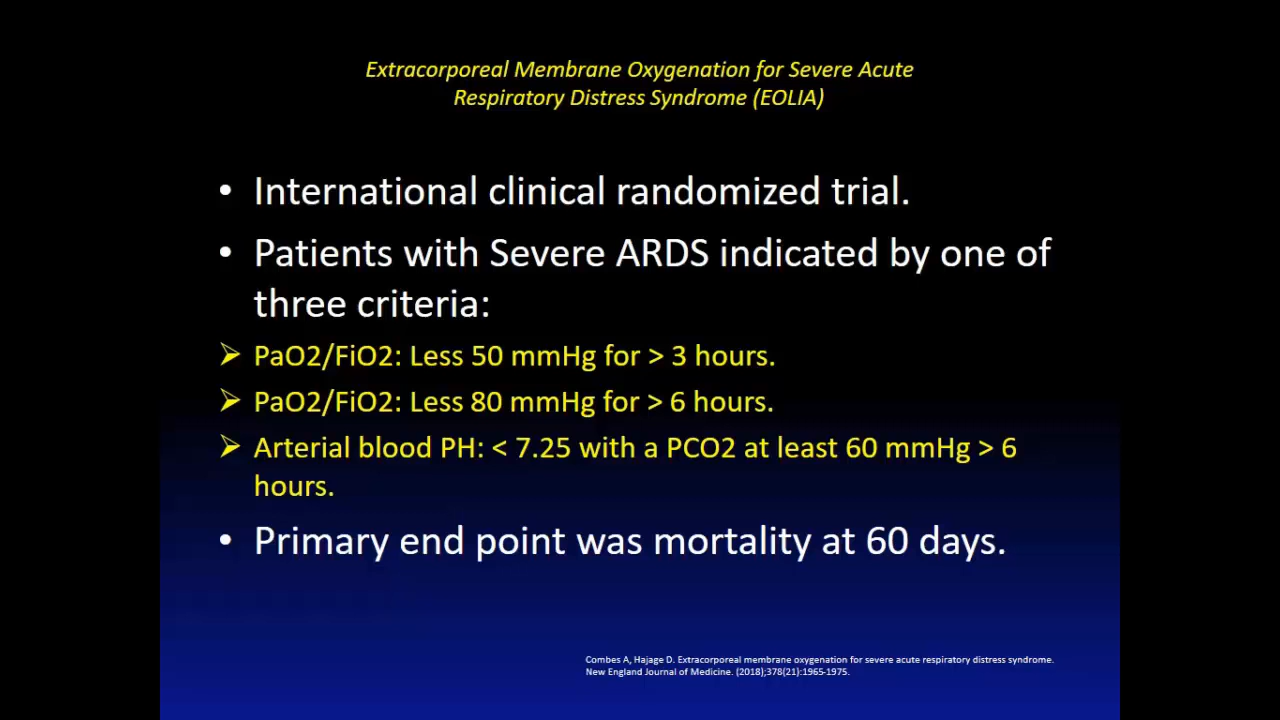 Extracorporeal Membrane Oxygenation for Severe Acute
Respiratory Distress Syndrome (EOLIA)
• International clinical randomized trial.
• Patients with Severe ARDS indicated by one of
three criteria:
➢ PaO2/FiO2: Less 50 mmHg for > 3 hours.
➢ PaO2/FiO2: Less 80 mmHg for > 6 hours.
➢ Arterial blood PH: < 7.25 with a PCO2 at least 60 mmHg > 6
hours.
• Primary end point was mortality at 60 days.
Combes A, Hajage D. Extracorporeal membrane oxygenation for severe acute respiratory distress syndrome.
New England Journal of Medicine. (2018);378(21):1965-1975.